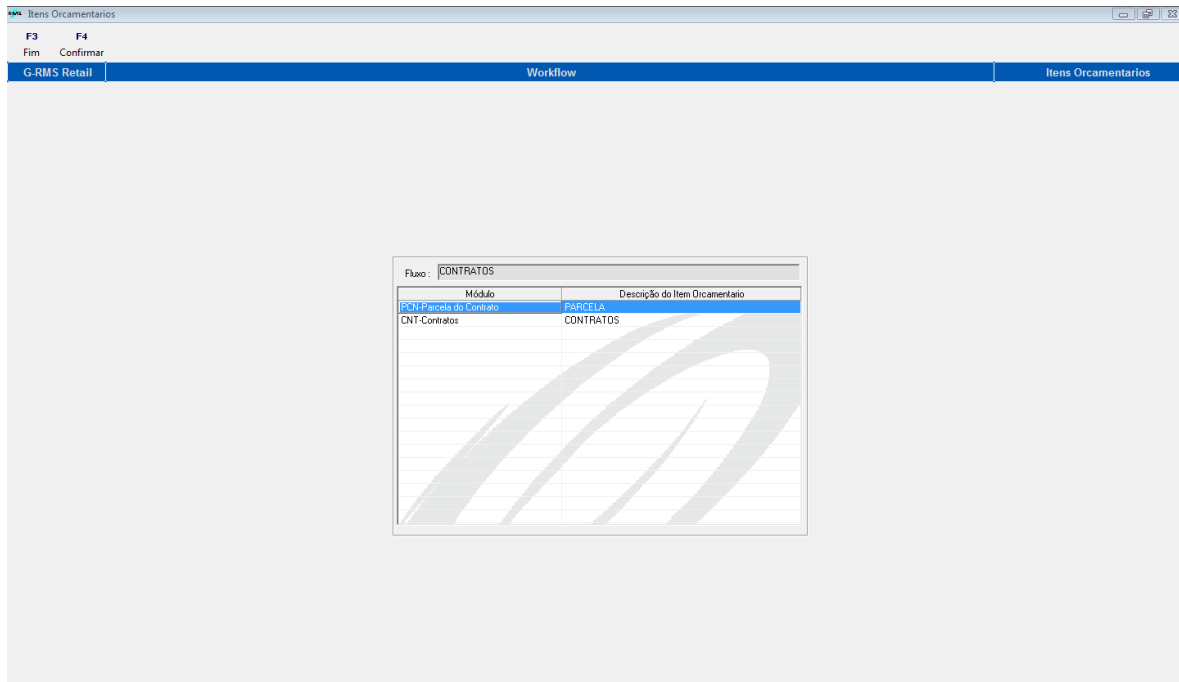 Itens Orcamentarios
F3 F4
Fim Confirmar
G-RMS Retail Workflow Itens Orcamentarios
Fluxo : CONTRATOS
Módulo Descrição do Item Orcamentario
PCN-Parcela do Contrato PARCELA
CNT-Contratos CONTRATOS